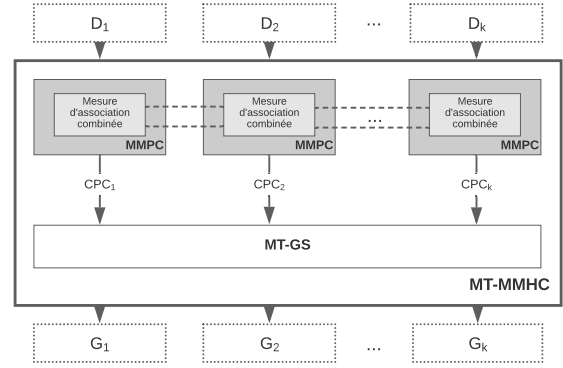 D1 D2 ... Dk
Mesure Mesure Mesure
d'association d'association d'association
combinée combinée ... combinée
MMPC MMPC MMPC
CPC1 CPC2 CPCk
MT-GS
MT-MMHC
G1 G2 ... Gk